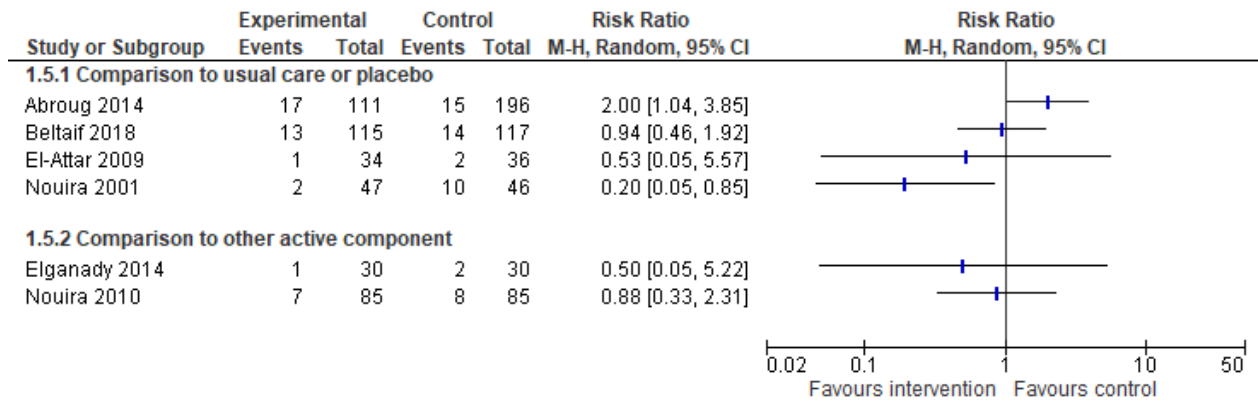 Experimental Control Risk Ratio Risk Ratio
Study or Subgroup Events Total Events Total M-H, Random, 95% CI M-H, Random, 95% CI
1.5.1 Comparison to usual care or placebo
Abroug 2014 17 111 15 196 2.00 [1.04, 3.85]
Beltaif 2018 13 115 14 117 0.94 [0.46, 1.92]
El-Attar 2009 1 34 2 36 0.53 [0.05, 5.57]
Nouira 2001 2 47 10 46 0.20 [0.05, 0.85]
1.5.2 Comparison to other active component
Elganady 2014 1 30 2 30 0.50 [0.05, 5.22]
Nouira 2010 7 85 8 85 0.88 [0.33, 2.31]
0.02 0.1 1 10 50
Favours intervention Favours control